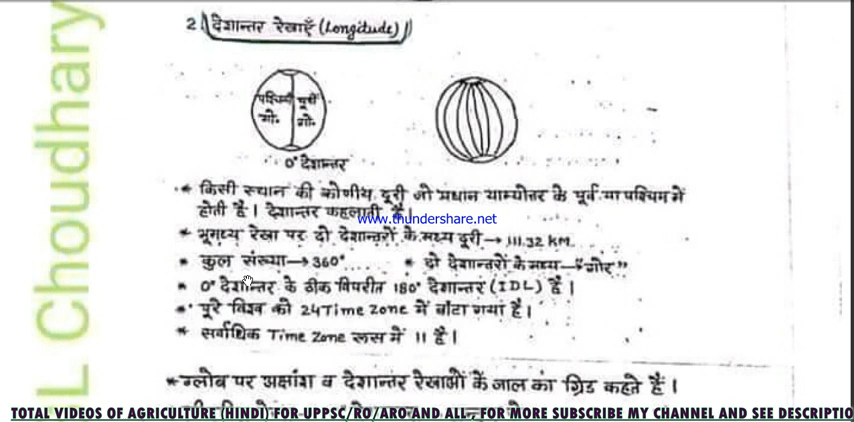 2 देशान्तर रेखाएँ (Longitude)
पश्चिमी पूर्वी
गो. गो.
0° देशान्तर
* किसी स्थान की कोणीय दूरी जो प्रधान याम्योत्तर के पूर्व या पश्चिम में
होती है। देशान्तर कहलाती है।
www.thundershare.net
* भूमध्य रेखा पर दो देशान्तरों के मध्य दूरी → 111.32 KM.
* कुल संख्या → 360° * दो देशान्तरों के मध्य - "गोर"
* 0° देशान्तर के ठीक विपरीत 180° देशान्तर (IDL) है।
* पूरे विश्व को 24 Time zone में बांटा गया है।
* सर्वाधिक Time Zone रूस में 11 है।
* ग्लोब पर अक्षांश व देशान्तर रेखाओं के जाल का ग्रिड कहते हैं।
TOTAL VIDEOS OF AGRICULTURE (HINDI) FOR UPPSC/RO/ARO AND ALL-, FOR MORE SUBSCRIBE MY CHANNEL AND SEE DESCRIPTIO
L Choudhary